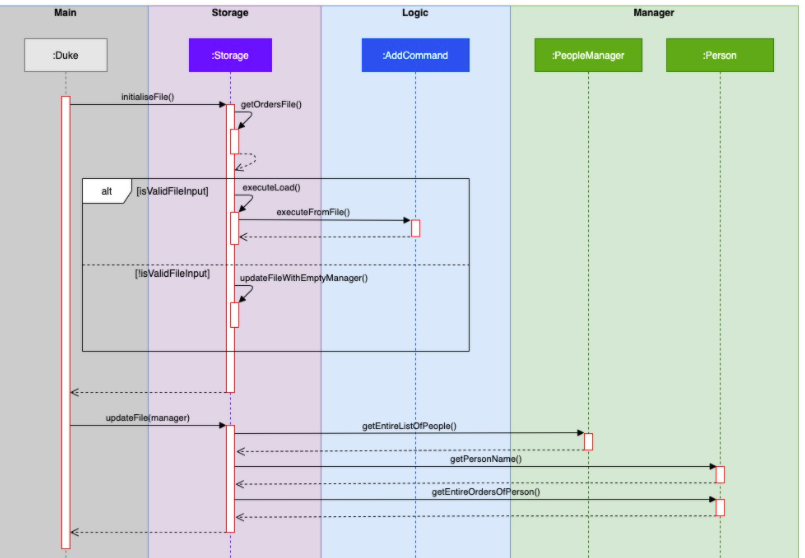 Main
Storage
Logic
Manager
:Duke
:Storage
:AddCommand
:PeopleManager
:Person
initialiseFile()
getOrdersFile()
alt
[isValidFileInput]
executeLoad()
executeFromFile()
[!isValidFileInput]
updateFileWithEmptyManager()
updateFile(manager)
getEntireListOfPeople()
getPersonName()
getEntireOrdersOfPerson()